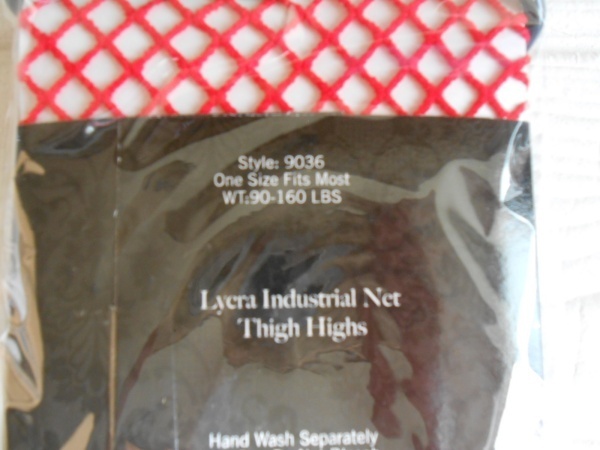 Style: 9036
One Size Fits Most
WT:90-160 LBS
Lycra Industrial Net
Thigh Highs
Hand Wash Separately